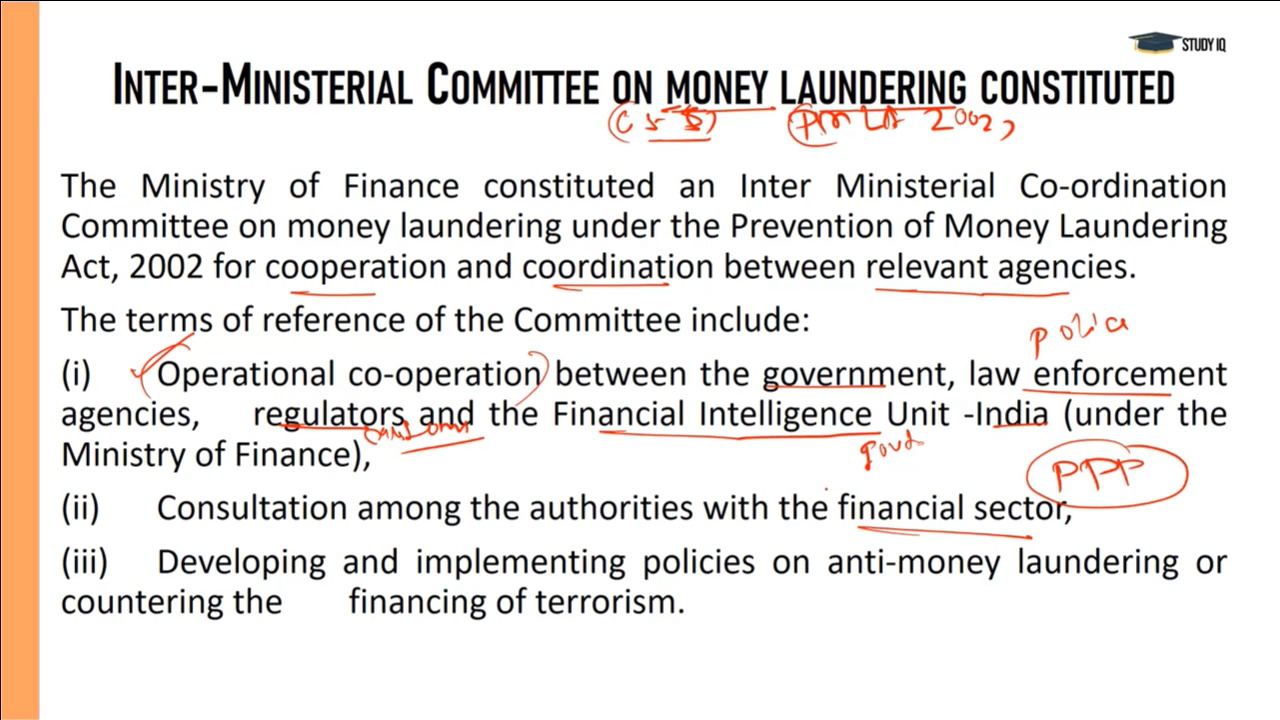 STUDY IQ
INTER-MINISTERIAL COMMITTEE ON MONEY LAUNDERING CONSTITUTED
PMLA 2002,
The Ministry of Finance constituted an Inter Ministerial Co-ordination
Committee on money laundering under the Prevention of Money Laundering
Act, 2002 for cooperation and coordination between relevant agencies.
The terms of reference of the Committee include:
police
(i) Operational co-operation between the government, law enforcement
agencies, regulators and the Financial Intelligence Unit -India (under the
govt
Ministry of Finance),
PPP
(ii) Consultation among the authorities with the financial sector,
(iii) Developing and implementing policies on anti-money laundering or
countering the financing of terrorism.